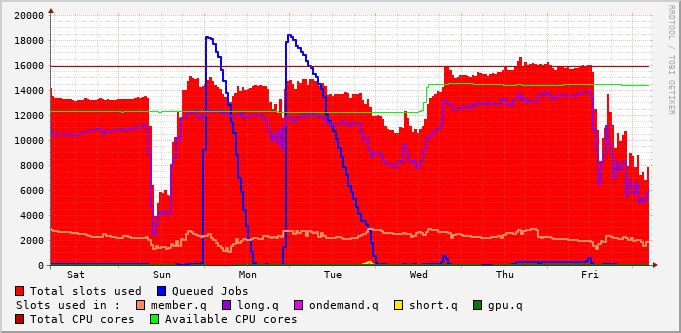 20000
18000
16000
14000
12000
10000
8000
6000
4000
2000
0
Sat Sun Mon Tue Wed Thu Fri
RRDTOOL / TOBI OETIKER
Total slots used Queued Jobs
Slots used in : member.q long.q ondemand.q short.q gpu.q
Total CPU cores Available CPU cores